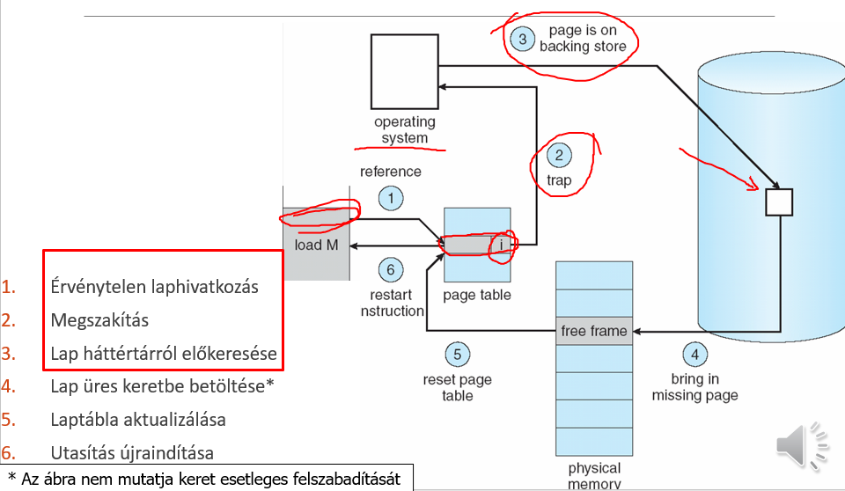 3
page is on
backing store
operating
system
reference
1
2
trap
load M
i
6
restart
nstruction
page table
free frame
5
reset page
table
4
bring in
missing page
physical
memory
1. Érvénytelen laphivatkozás
2. Megszakítás
3. Lap háttértárról előkeresése
4. Lap üres keretbe betöltése*
5. Laptábla aktualizálása
6. Utasítás újraindítása
* Az ábra nem mutatja keret esetleges felszabadítását